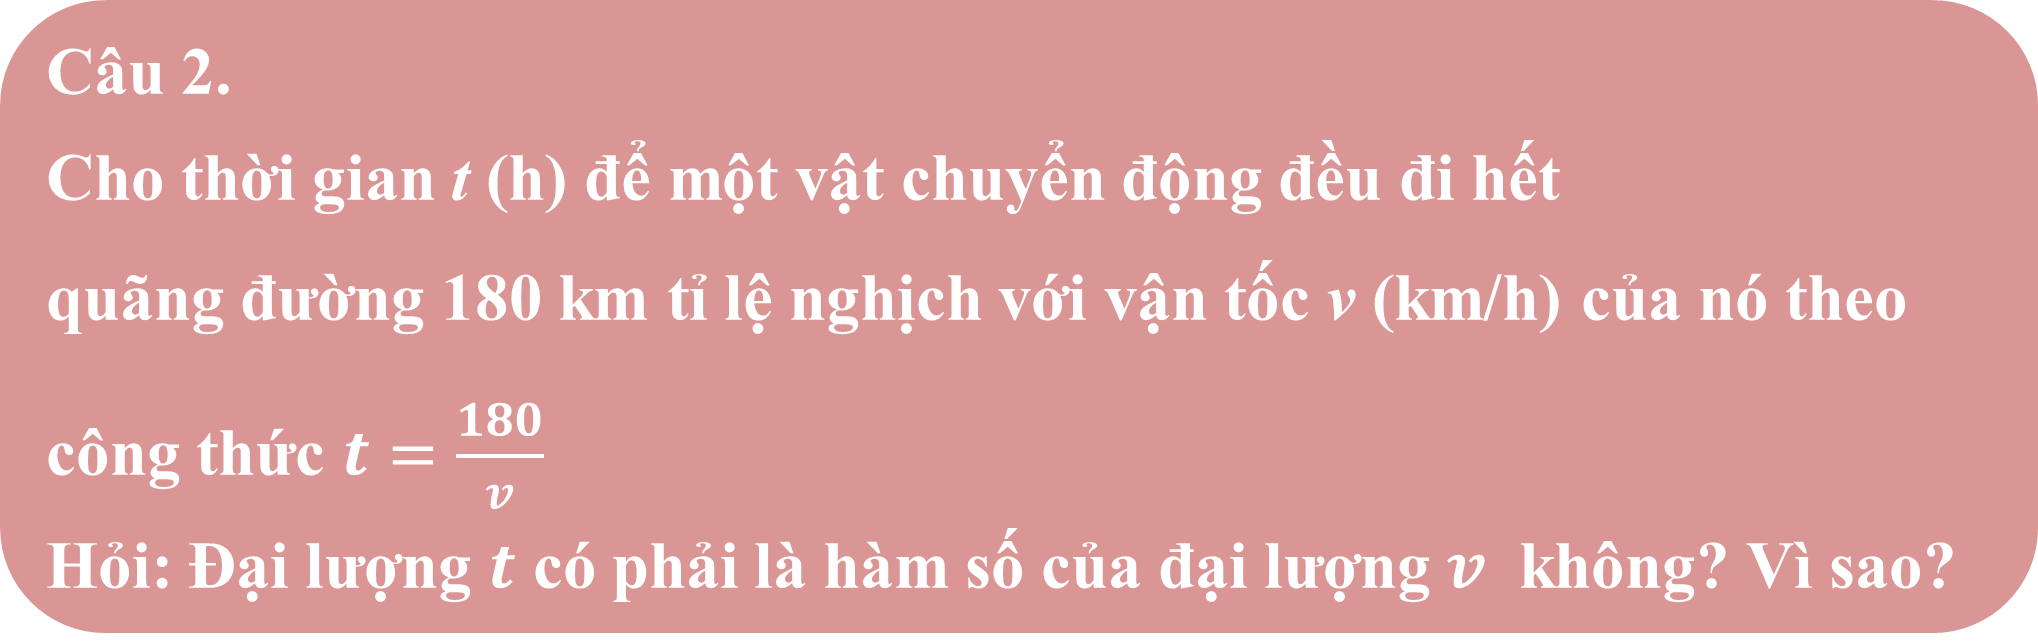 Câu 2.
Cho thời gian t (h) để một vật chuyển động đều đi hết
quãng đường 180 km tỉ lệ nghịch với vận tốc v (km/h) của nó theo
công thức t = 180/v
Hỏi: Đại lượng t có phải là hàm số của đại lượng v không? Vì sao?